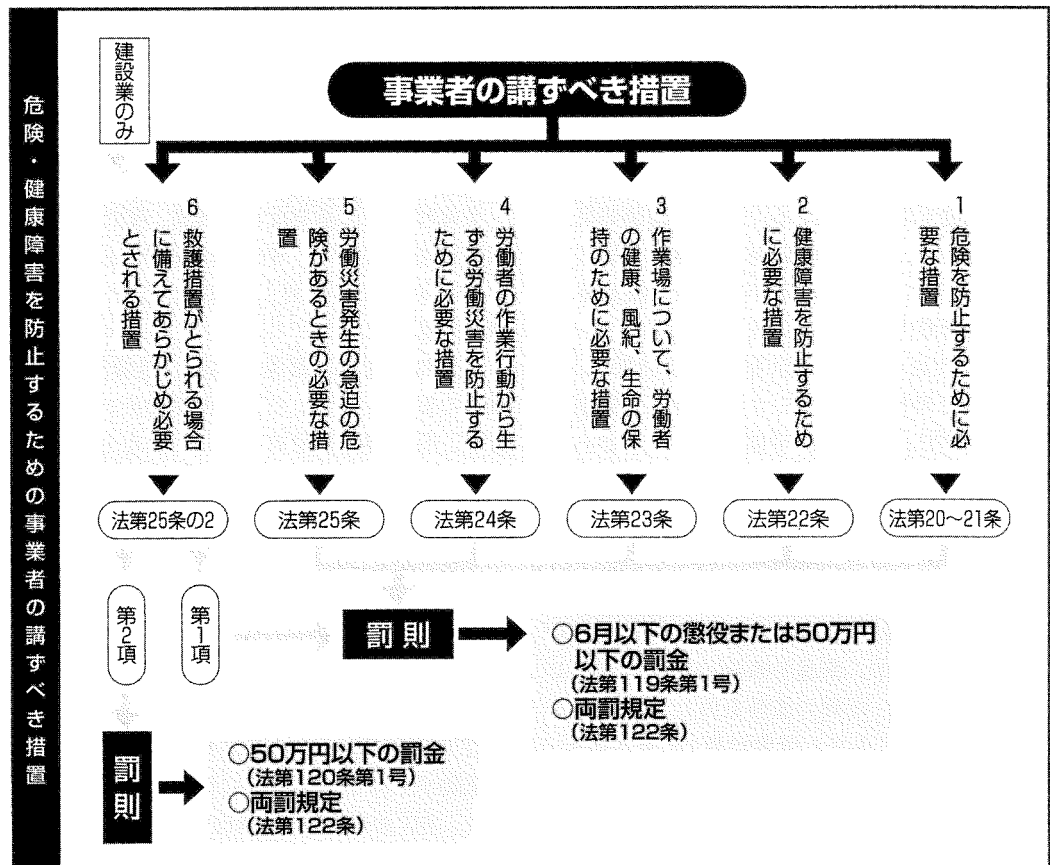 危険・健康障害を防止するための事業者の講ずべき措置
建設業のみ
事業者の講ずべき措置
1 危険を防止するために必
要な措置
2 健康障害を防止するため
に必要な措置
3 作業場について、労働者
の健康、風紀、生命の保
持のために必要な措置
4 労働者の作業行動から生
ずる労働災害を防止する
ために必要な措置
5 労働災害発生の急迫の危
険があるときの必要な措
置
6 救護措置がとられる場合
に備えてあらかじめ必要
とされる措置
法第20〜21条
法第22条
法第23条
法第24条
法第25条
法第25条の2
第1項
第2項
罰則
○6月以下の懲役または50万円
以下の罰金
(法第119条第1号)
○両罰規定
(法第122条)
罰則
○50万円以下の罰金
(法第120条第1号)
○両罰規定
(法第122条)